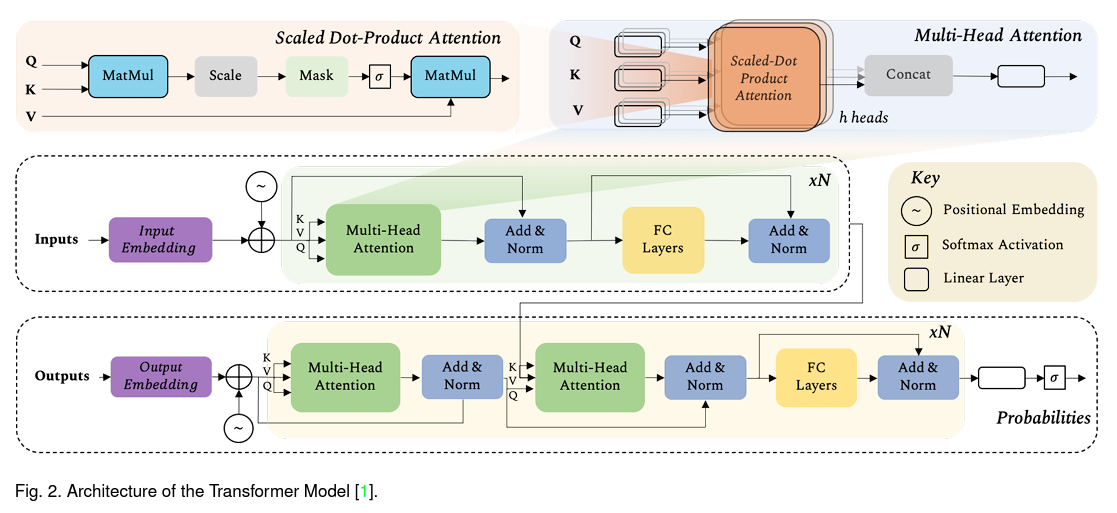 Scaled Dot-Product Attention
Q
K
V
MatMul
Scale
Mask
σ
MatMul
Multi-Head Attention
Q
K
V
Scaled-Dot
Product
Attention
h heads
Concat
xN
Inputs
Input
Embedding
~
K
V
Q
Multi-Head
Attention
Add &
Norm
FC
Layers
Add &
Norm
Key
~ Positional Embedding
σ Softmax Activation
Linear Layer
xN
Outputs
Output
Embedding
~
K
V
Q
Multi-Head
Attention
Add &
Norm
K
V
Q
Multi-Head
Attention
Add &
Norm
FC
Layers
Add &
Norm
σ
Probabilities
Fig. 2. Architecture of the Transformer Model [1].